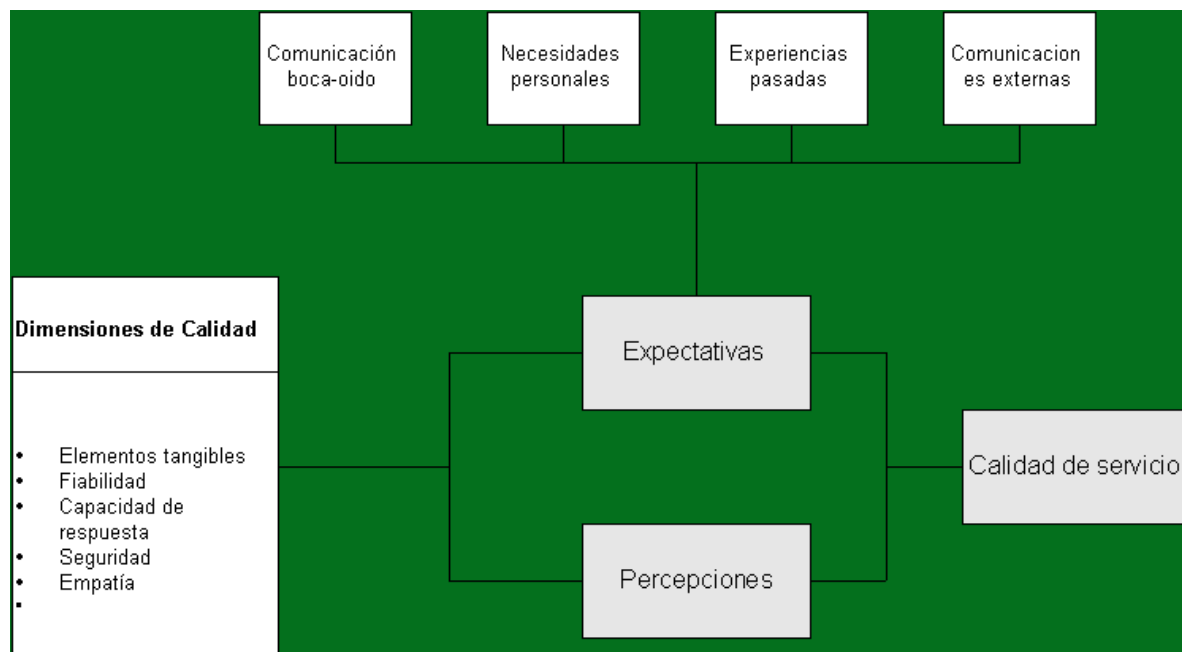 Comunicación
boca-oido
Necesidades
personales
Experiencias
pasadas
Comunicacion
es externas
Dimensiones de Calidad
• Elementos tangibles
• Fiabilidad
• Capacidad de
respuesta
• Seguridad
• Empatía
•
Expectativas
Percepciones
Calidad de servicio